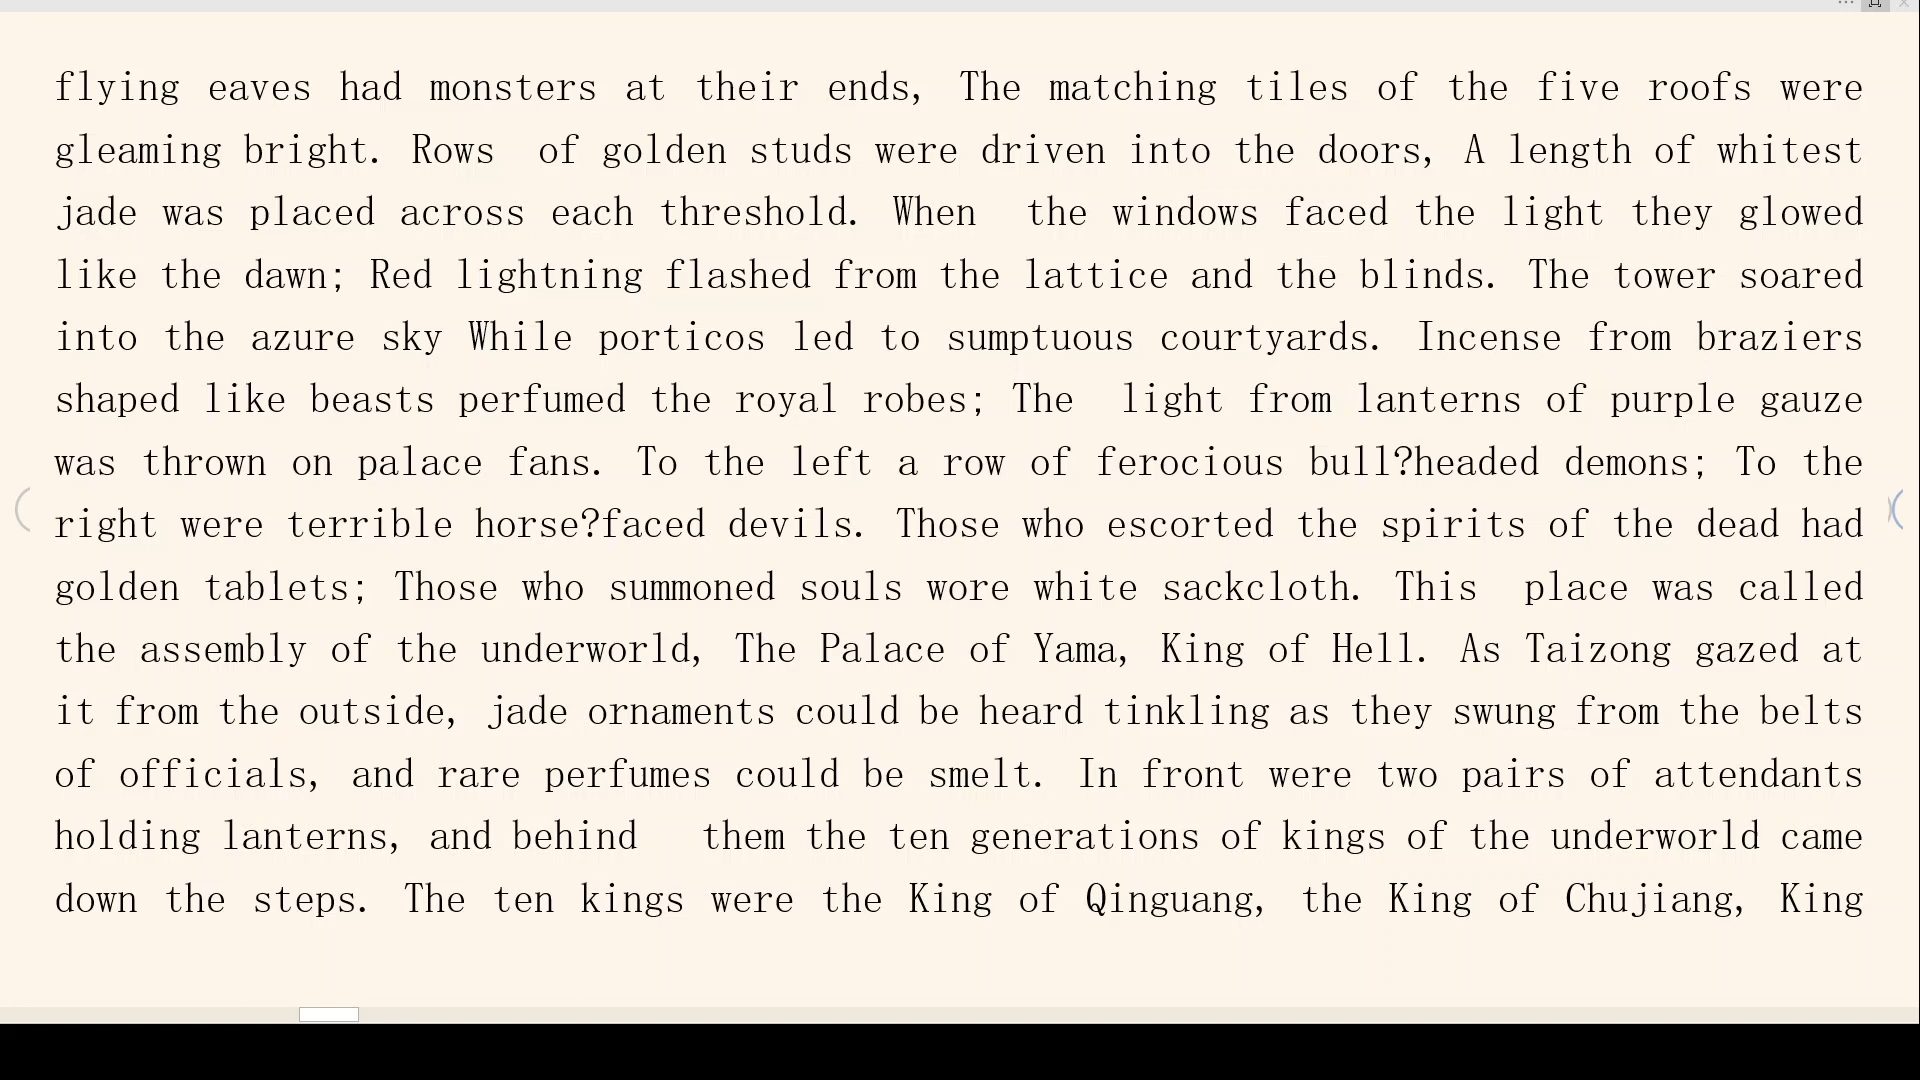 flying eaves had monsters at their ends, The matching tiles of the five roofs were
gleaming bright. Rows of golden studs were driven into the doors, A length of whitest
jade was placed across each threshold. When the windows faced the light they glowed
like the dawn; Red lightning flashed from the lattice and the blinds. The tower soared
into the azure sky While porticos led to sumptuous courtyards. Incense from braziers
shaped like beasts perfumed the royal robes; The light from lanterns of purple gauze
was thrown on palace fans. To the left a row of ferocious bull?headed demons; To the
right were terrible horse?faced devils. Those who escorted the spirits of the dead had
golden tablets; Those who summoned souls wore white sackcloth. This place was called
the assembly of the underworld, The Palace of Yama, King of Hell. As Taizong gazed at
it from the outside, jade ornaments could be heard tinkling as they swung from the belts
of officials, and rare perfumes could be smelt. In front were two pairs of attendants
holding lanterns, and behind them the ten generations of kings of the underworld came
down the steps. The ten kings were the King of Qinguang, the King of Chujiang, King